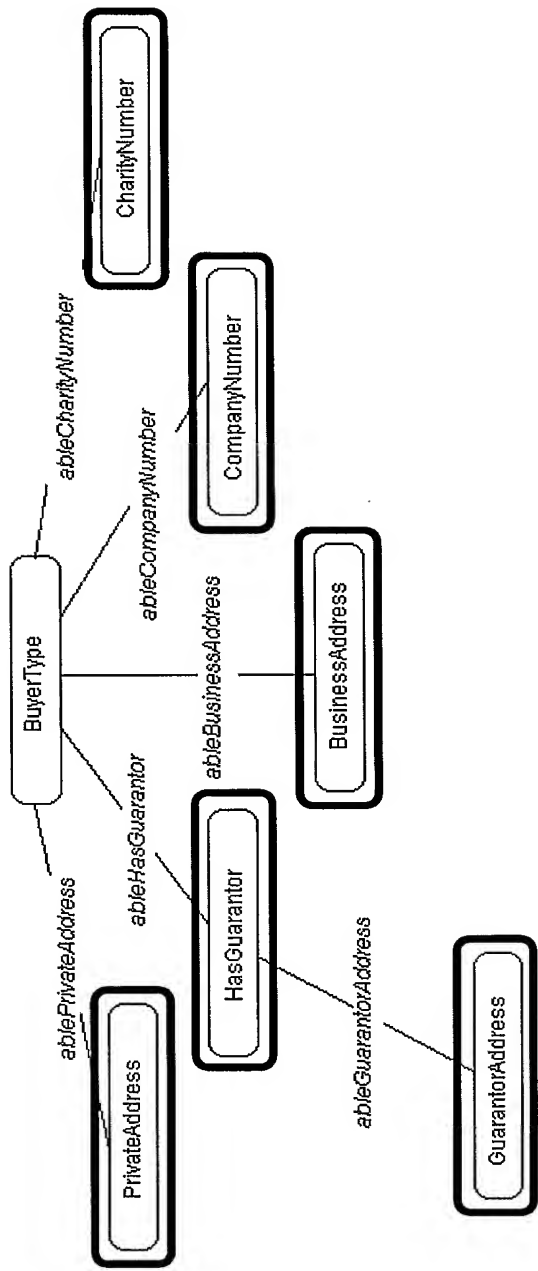 BuyerType
ablePrivateAddress
ableHasGuarantor
ableBusinessAddress
ableCompanyNumber
ableCharityNumber
PrivateAddress
HasGuarantor
BusinessAddress
CompanyNumber
CharityNumber
ableGuarantorAddress
GuarantorAddress